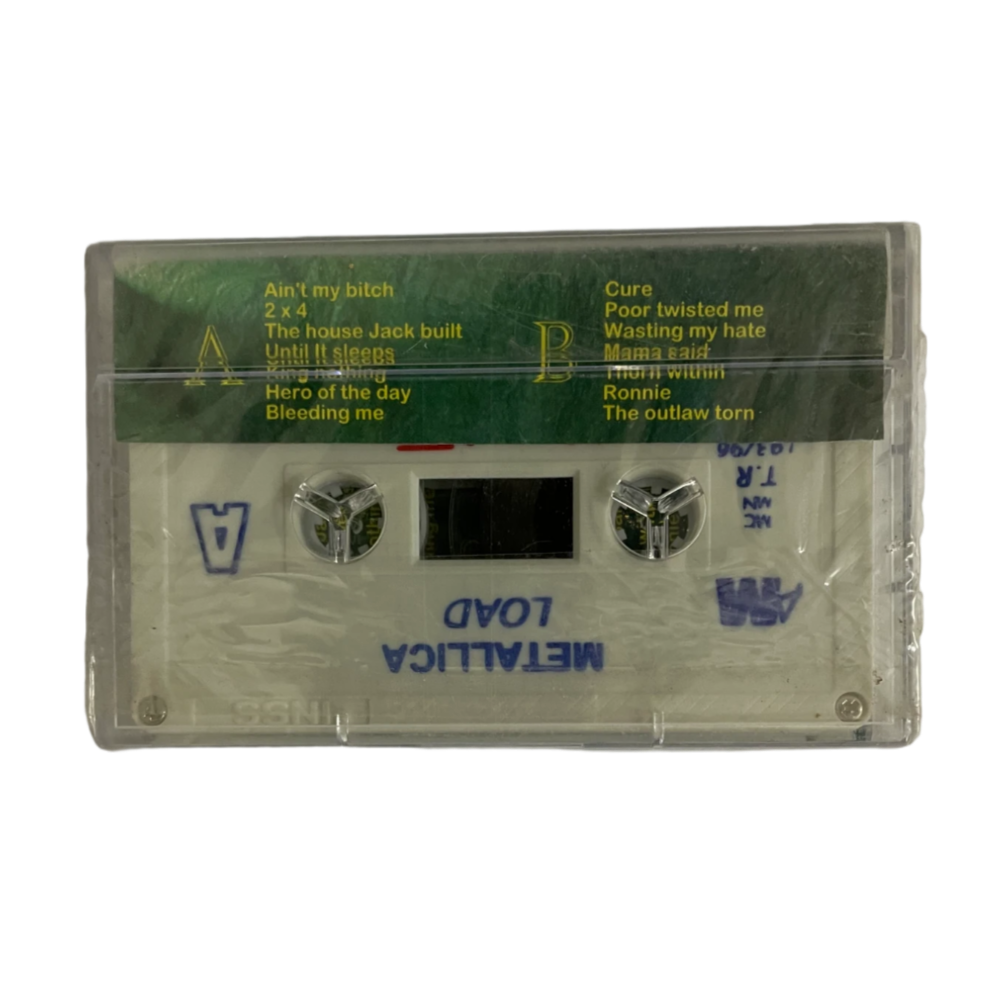 A
Ain't my bitch
2 x 4
The house Jack built
Until It sleeps
King nothing
Hero of the day
Bleeding me
B
Cure
Poor twisted me
Wasting my hate
Mama said
Thorn within
Ronnie
The outlaw torn
193/96
T.R
MC
MN
A
LOAD
METALLICA